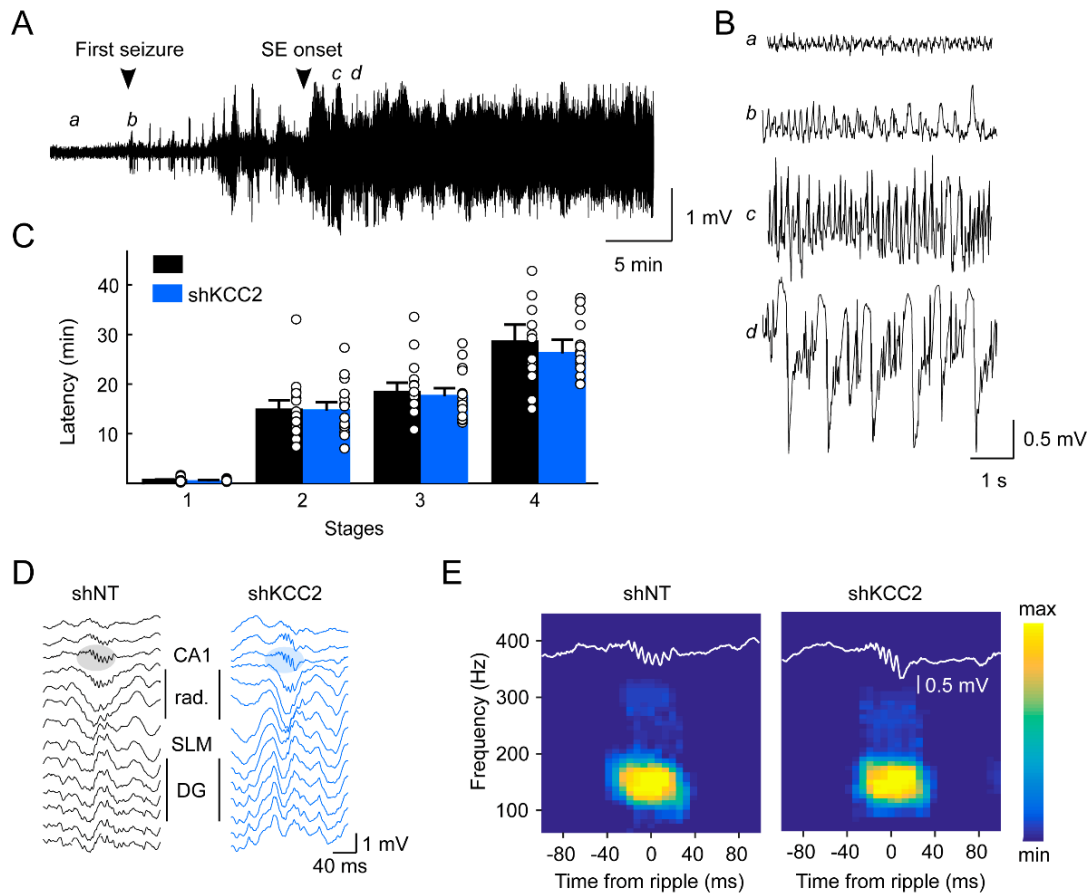 A
First seizure
SE onset
a
b
c
d
1 mV
5 min
B
a
b
c
d
0.5 mV
1 s
C
shKCC2
Latency (min)
40
30
20
10
1
2
3
4
Stages
D
shNT
shKCC2
CA1
rad.
SLM
DG
1 mV
40 ms
E
shNT
shKCC2
Frequency (Hz)
400
300
200
100
0.5 mV
-80
-40
0
40
80
-80
-40
0
40
80
Time from ripple (ms)
Time from ripple (ms)
max
min